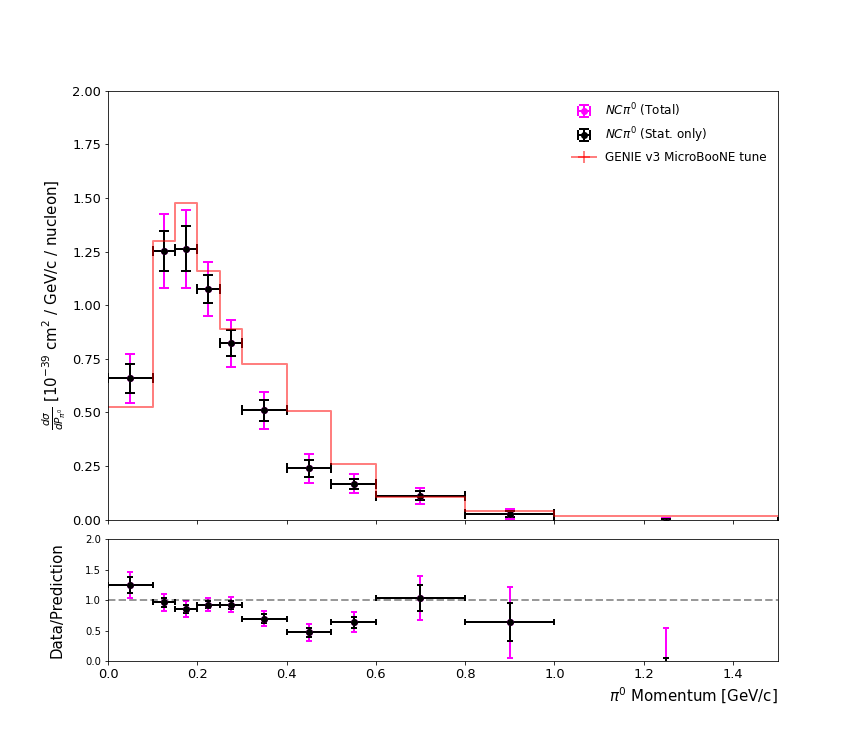 2.00
1.75
1.50
1.25
1.00
0.75
0.50
0.25
0.00
dσ/dP_π⁰ [10⁻³⁹ cm² / GeV/c / nucleon]
NCπ⁰ (Total)
NCπ⁰ (Stat. only)
GENIE v3 MicroBooNE tune
2.0
1.5
1.0
0.5
0.0
Data/Prediction
0.0 0.2 0.4 0.6 0.8 1.0 1.2 1.4
π⁰ Momentum [GeV/c]